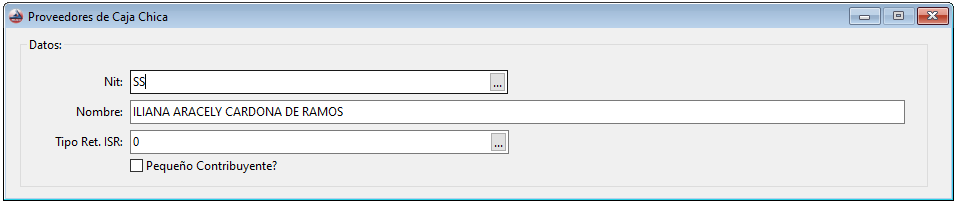 Proveedores de Caja Chica
Datos:
Nit: SS ...
Nombre: ILIANA ARACELY CARDONA DE RAMOS
Tipo Ret. ISR: 0 ...
Pequeño Contribuyente?